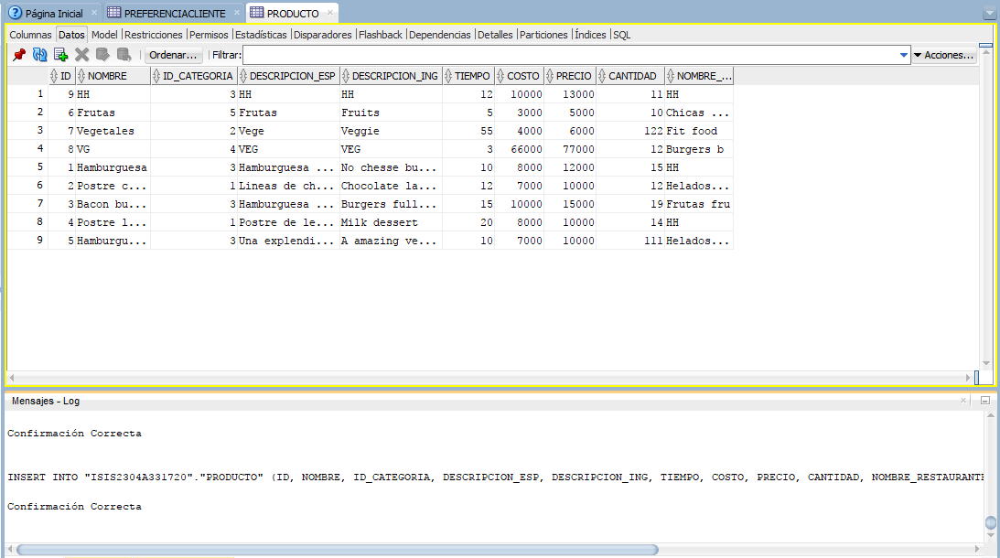 Página Inicial PREFERENCIACLIENTE PRODUCTO
Columnas Datos Model Restricciones Permisos Estadísticas Disparadores Flashback Dependencias Detalles Particiones Índices SQL
Ordenar... Filtrar: Acciones...
ID NOMBRE ID_CATEGORIA DESCRIPCION_ESP DESCRIPCION_ING TIEMPO COSTO PRECIO CANTIDAD NOMBRE_...
1 9 HH 3 HH HH 12 10000 13000 11 HH
2 6 Frutas 5 Frutas Fruits 5 3000 5000 10 Chicas ...
3 7 Vegetales 2 Vege Veggie 55 4000 6000 122 Fit food
4 8 VG 4 VEG VEG 3 66000 77000 12 Burgers b
5 1 Hamburguesa 3 Hamburguesa ... No chesse bu... 10 8000 12000 15 HH
6 2 Postre c... 1 Lineas de ch... Chocolate la... 12 7000 10000 12 Helados...
7 3 Bacon bu... 3 Hamburguesa ... Burgers full... 15 10000 15000 19 Frutas fru
8 4 Postre l... 1 Postre de le... Milk dessert 20 8000 10000 14 HH
9 5 Hamburgu... 3 Una explendi... A amazing ve... 10 7000 10000 111 Helados...
Mensajes - Log
Confirmación Correcta
INSERT INTO "ISIS2304A331720"."PRODUCTO" (ID, NOMBRE, ID_CATEGORIA, DESCRIPCION_ESP, DESCRIPCION_ING, TIEMPO, COSTO, PRECIO, CANTIDAD, NOMBRE_RESTAURANTE
Confirmación Correcta